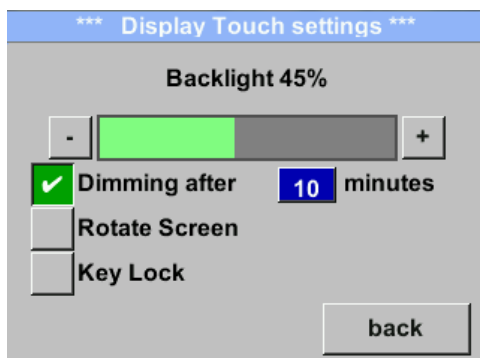 *** Display Touch settings ***
Backlight 45%
- +
Dimming after 10 minutes
Rotate Screen
Key Lock
back